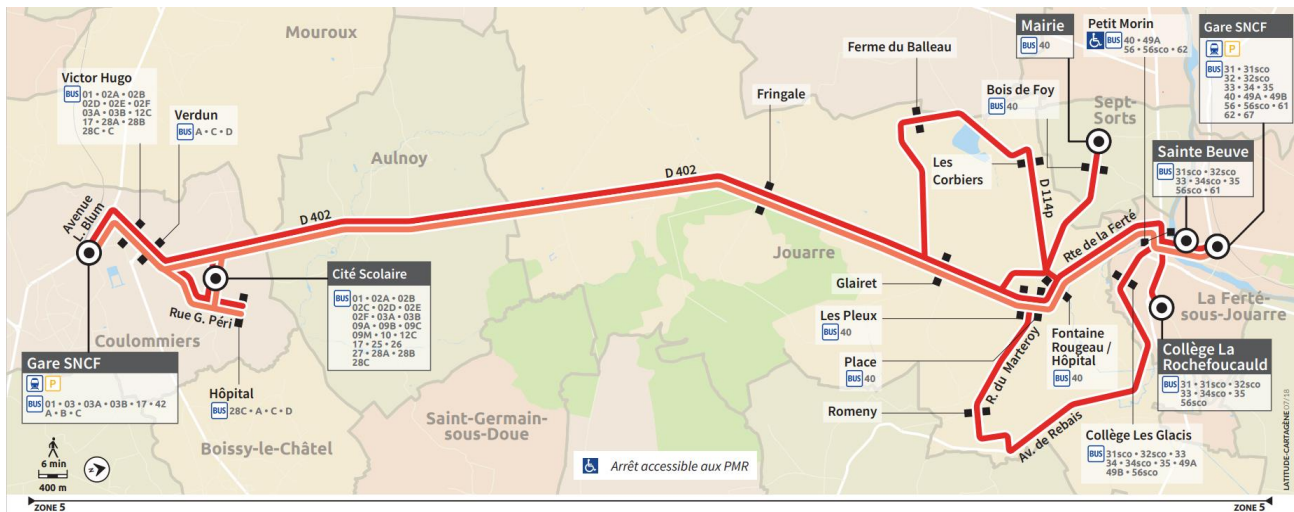 Mouroux
Victor Hugo
BUS 01 • 02A • 02B
02D • 02E • 02F
03A • 03B • 12C
17 • 28A • 28B
28C • C
Verdun
BUS A • C • D
Avenue
L. Blum
D 402
Aulnoy
D 402
Rue G. Péri
Coulommiers
Gare SNCF
P
BUS 01 • 03 • 03A • 03B • 17 • 42
A • B • C
Hôpital
BUS 28C • A • C • D
Boissy-le-Châtel
Cité Scolaire
BUS 01 • 02A • 02B
02C • 02D • 02E
02F • 03A • 03B
09A • 09B • 09C
09M • 10 • 12C
17 • 25 • 26
27 • 28A • 28B
28C
Saint-Germain-
sous-Doue
Fringale
Jouarre
Ferme du Balleau
Les
Corbiers
Bois de Foy
BUS 40
D 114p
Mairie
BUS 40
Petit Morin
BUS 40 • 49A
56 • 56sco • 62
Sept-
Sorts
Gare SNCF
P
BUS 31 • 31sco
32 • 32sco
33 • 34 • 35
40 • 49A • 49B
56 • 56sco • 61
62 • 67
Sainte Beuve
BUS 31sco • 32sco
33 • 34sco • 35
56sco • 61
Rte de la Ferté
La Ferté-
sous-Jouarre
Glairet
Les Pleux
BUS 40
Place
BUS 40
Romeny
R. du Marteroy
Fontaine
Rougeau /
Hôpital
BUS 40
Av. de Rebais
Collège La
Rochefoucauld
BUS 31 • 31sco • 32sco
33 • 34sco • 35
56sco
Collège Les Glacis
BUS 31sco • 32sco • 33
34 • 34sco • 35 • 49A
49B • 56sco
6 min
400 m
N
Arrêt accessible aux PMR
LATITUDE-CARTAGÈNE 07/18
ZONE 5
ZONE 5